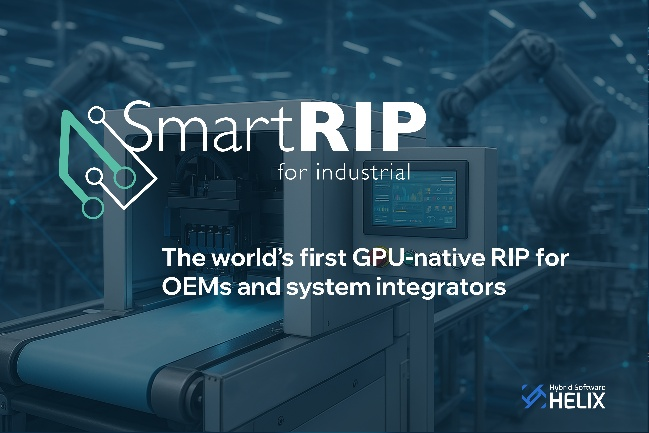 SmartRIP
for industrial
The world's first GPU-native RIP for
OEMs and system integrators
Hybrid Software
HELIX